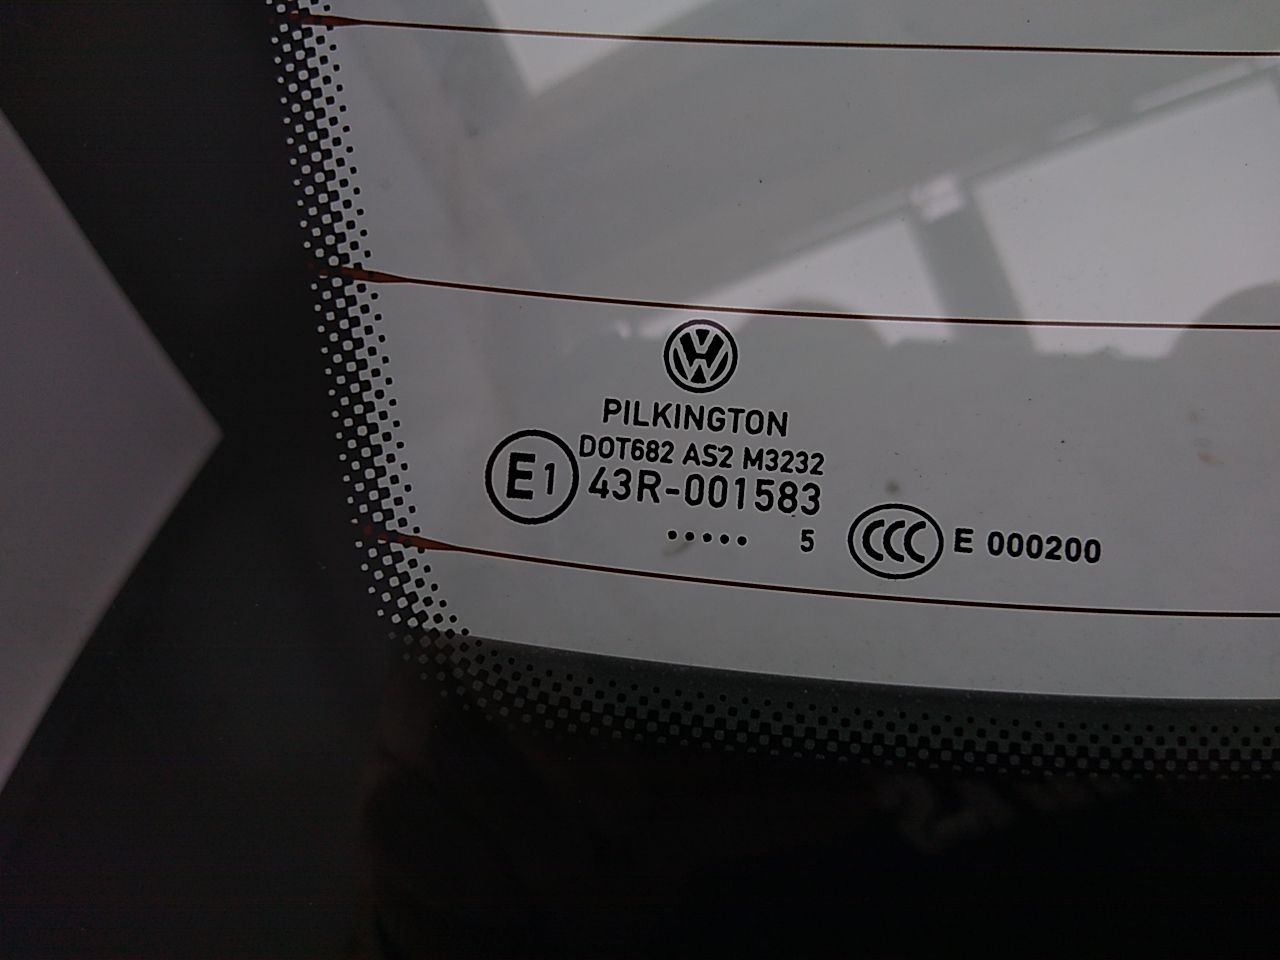 PILKINGTON
DOT682 AS2 M3232
E1 43R-001583
..... 5
CCC E 000200